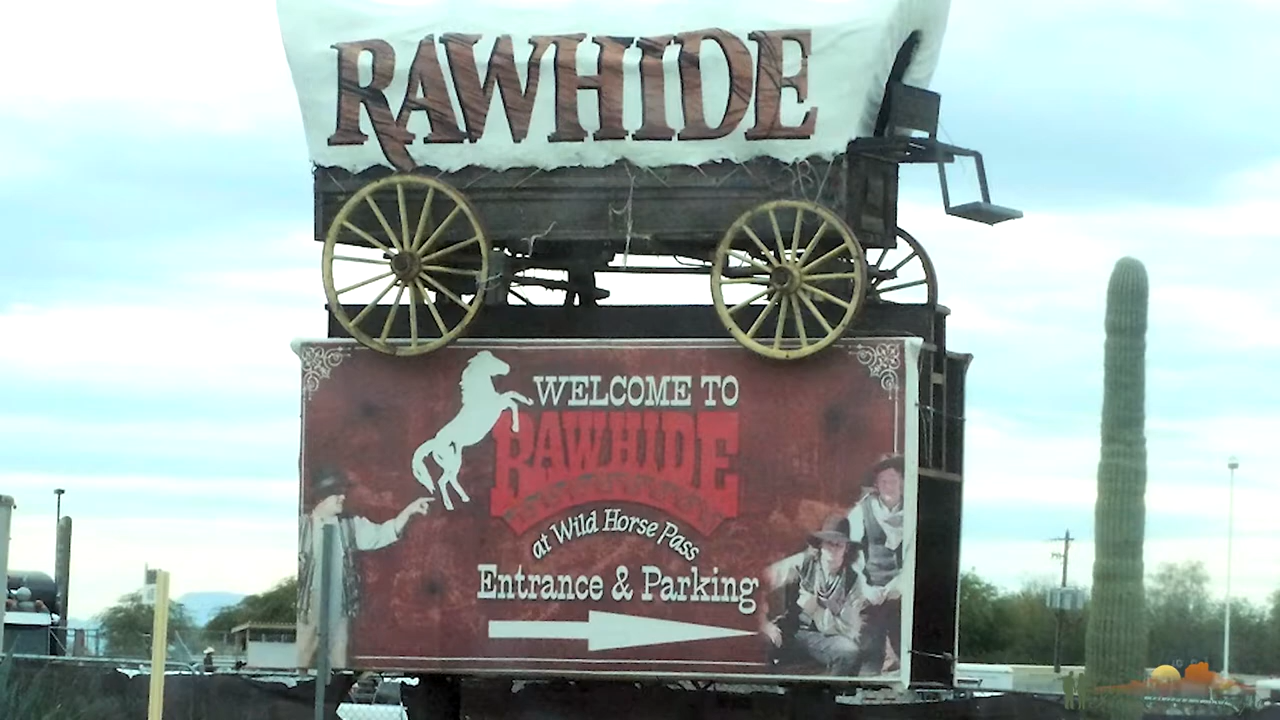 RAWHIDE
WELCOME TO
RAWHIDE
at Wild Horse Pass
Entrance & Parking